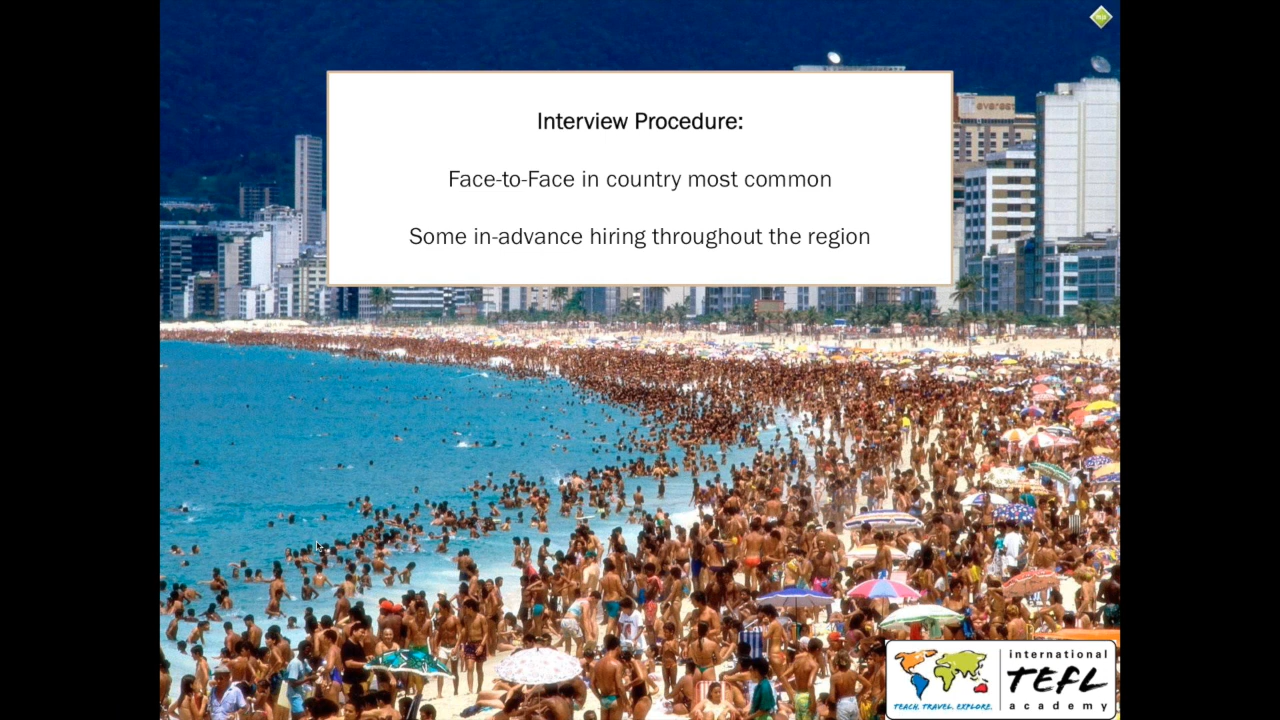 everest
Interview Procedure:
Face-to-Face in country most common
Some in-advance hiring throughout the region
international
TEFL
academy
TEACH. TRAVEL. EXPLORE.